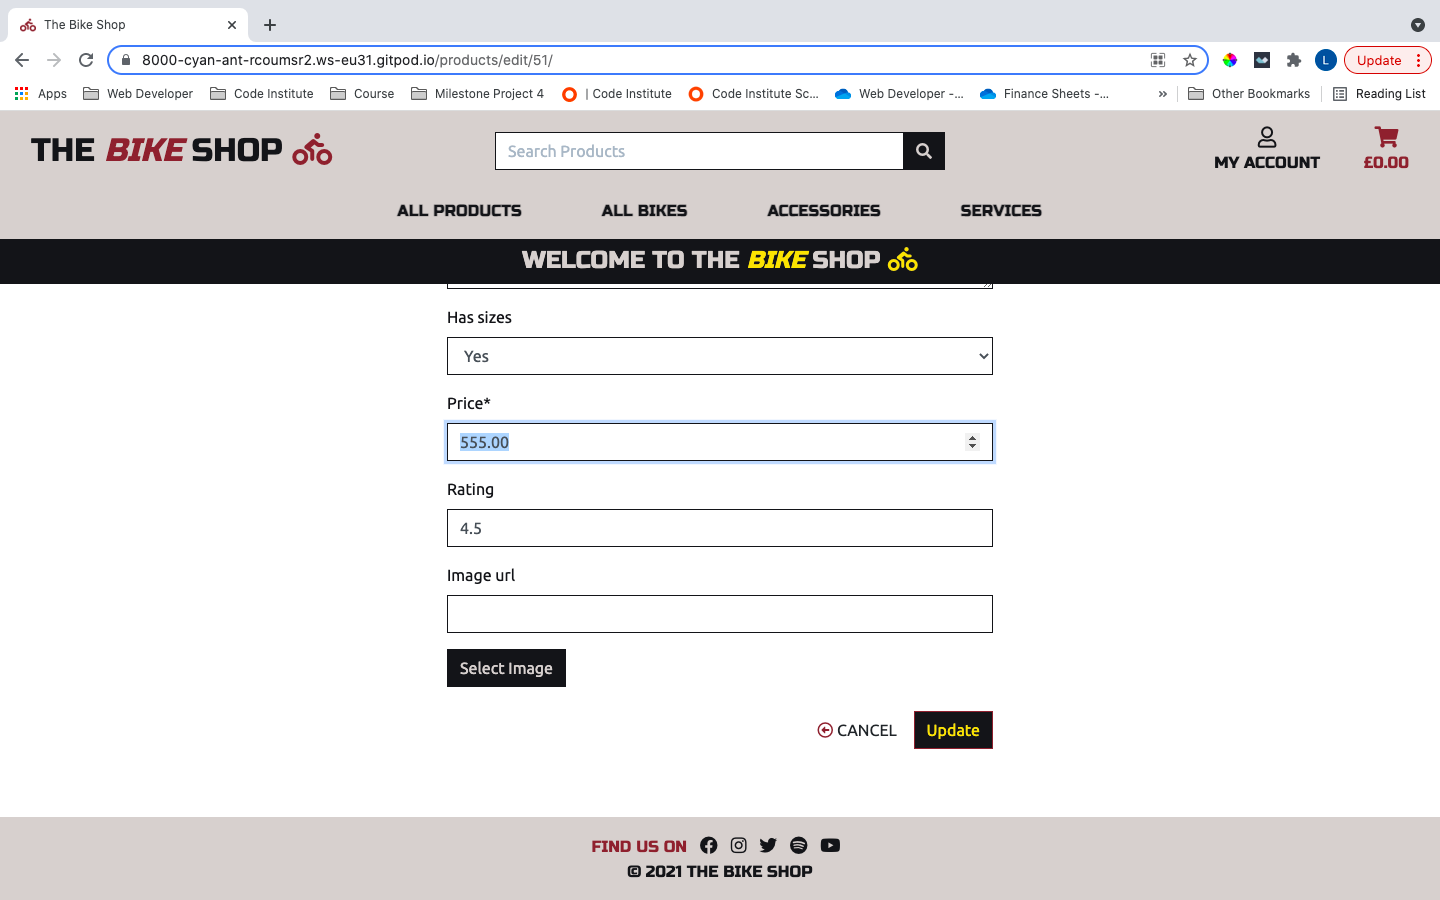 The Bike Shop
8000-cyan-ant-rcoumsr2.ws-eu31.gitpod.io/products/edit/51/
L
Update
Apps Web Developer Code Institute Course Milestone Project 4 | Code Institute Code Institute Sc... Web Developer -... Finance Sheets -... » Other Bookmarks Reading List
THE BIKE SHOP
Search Products
MY ACCOUNT
£0.00
ALL PRODUCTS ALL BIKES ACCESSORIES SERVICES
WELCOME TO THE BIKE SHOP
Has sizes
Yes
Price*
555.00
Rating
4.5
Image url
Select Image
CANCEL Update
FIND US ON
© 2021 THE BIKE SHOP